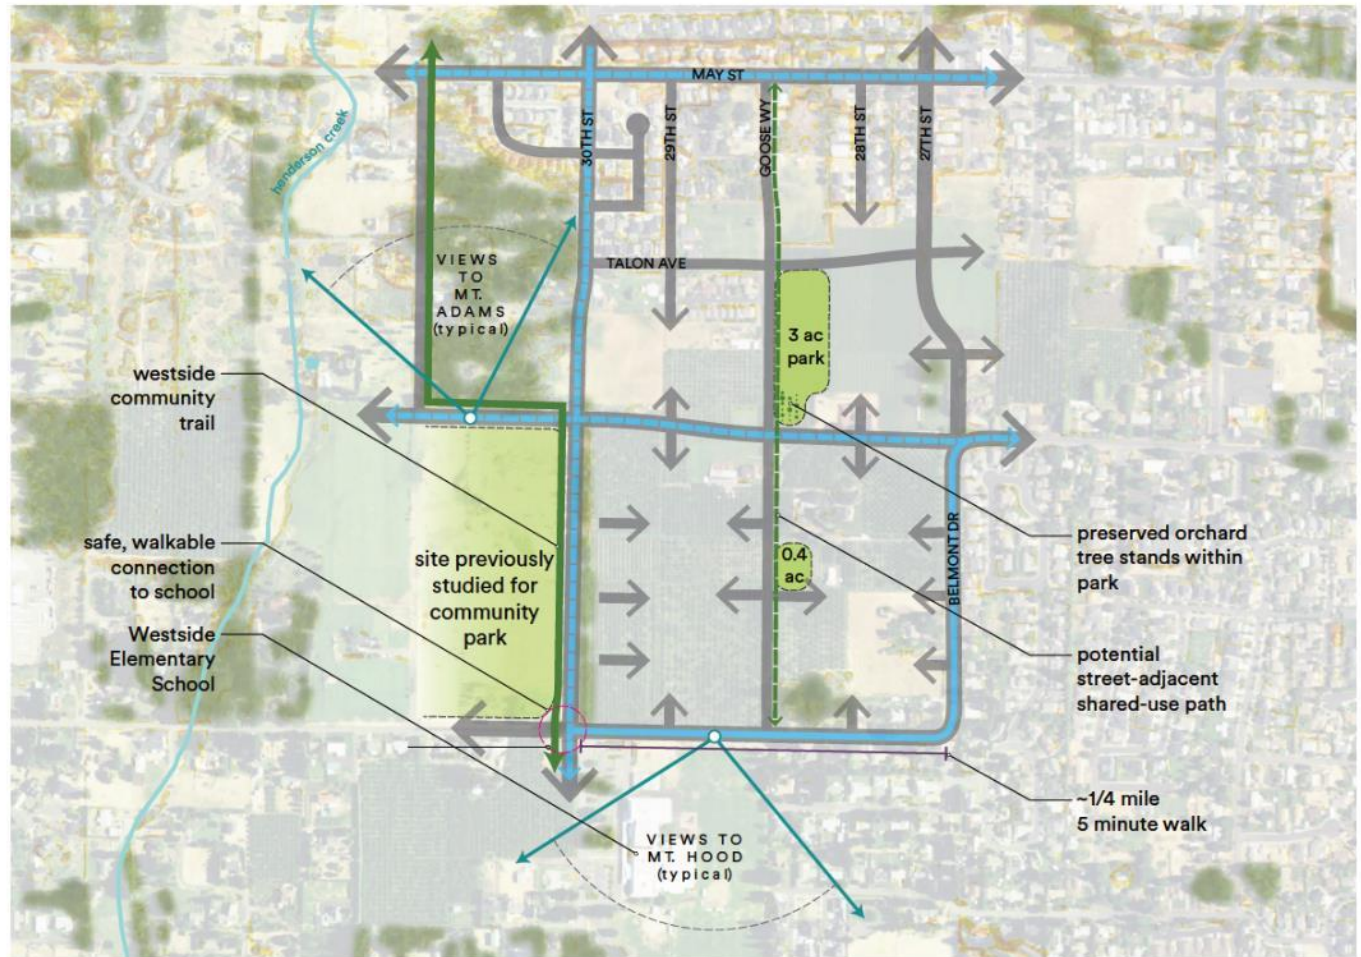 MAY ST
henderson creek
30TH ST
29TH ST
GOOSE WY
28TH ST
27TH ST
VIEWS
TO
MT.
ADAMS
(typical)
TALON AVE
3 ac
park
westside
community
trail
safe, walkable
connection
to school
Westside
Elementary
School
site previously
studied for
community
park
0.4
ac
BELMONT DR
preserved orchard
tree stands within
park
potential
street-adjacent
shared-use path
~1/4 mile
5 minute walk
VIEWS TO
MT. HOOD
(typical)